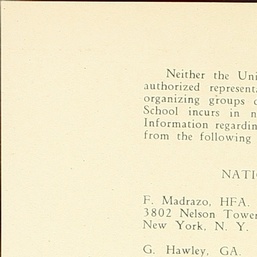 Neither the Uni
authorized represent
organizing groups
School incurs in n
Information regardin
from the following
NATI
F. Madrazo, HFA.
3802 Nelson Tower
New York, N. Y.
G. Hawley, GA.